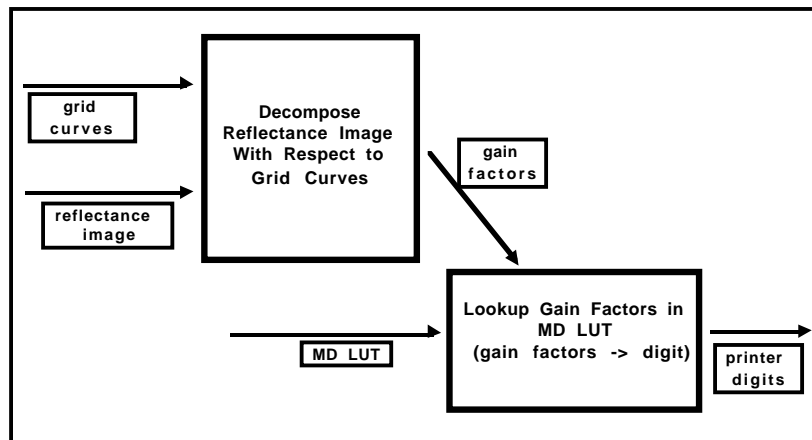 grid
curves
Decompose
Reflectance Image
With Respect to
Grid Curves
gain
factors
reflectance
image
Lookup Gain Factors in
MD LUT
(gain factors -> digit)
MD LUT
printer
digits